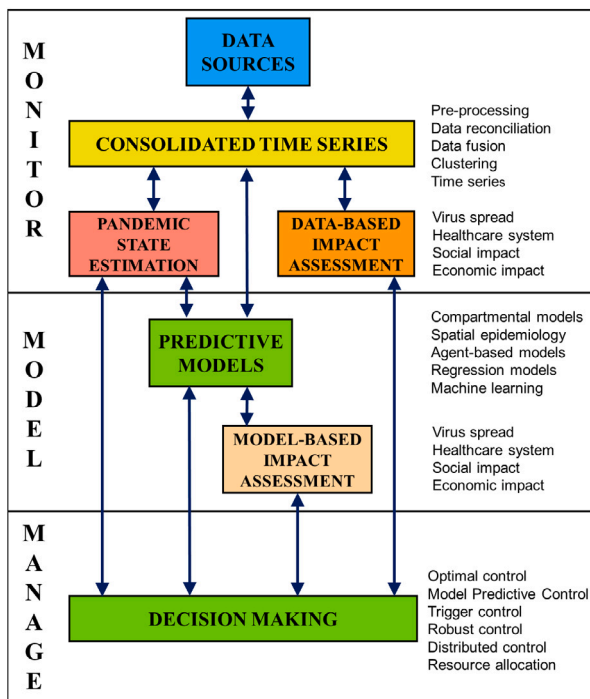 MONITOR
DATA
SOURCES
CONSOLIDATED TIME SERIES
Pre-processing
Data reconciliation
Data fusion
Clustering
Time series
PANDEMIC
STATE
ESTIMATION
DATA-BASED
IMPACT
ASSESSMENT
Virus spread
Healthcare system
Social impact
Economic impact
MODEL
PREDICTIVE
MODELS
Compartmental models
Spatial epidemiology
Agent-based models
Regression models
Machine learning
MODEL-BASED
IMPACT
ASSESSMENT
Virus spread
Healthcare system
Social impact
Economic impact
MANAGE
DECISION MAKING
Optimal control
Model Predictive Control
Trigger control
Robust control
Distributed control
Resource allocation